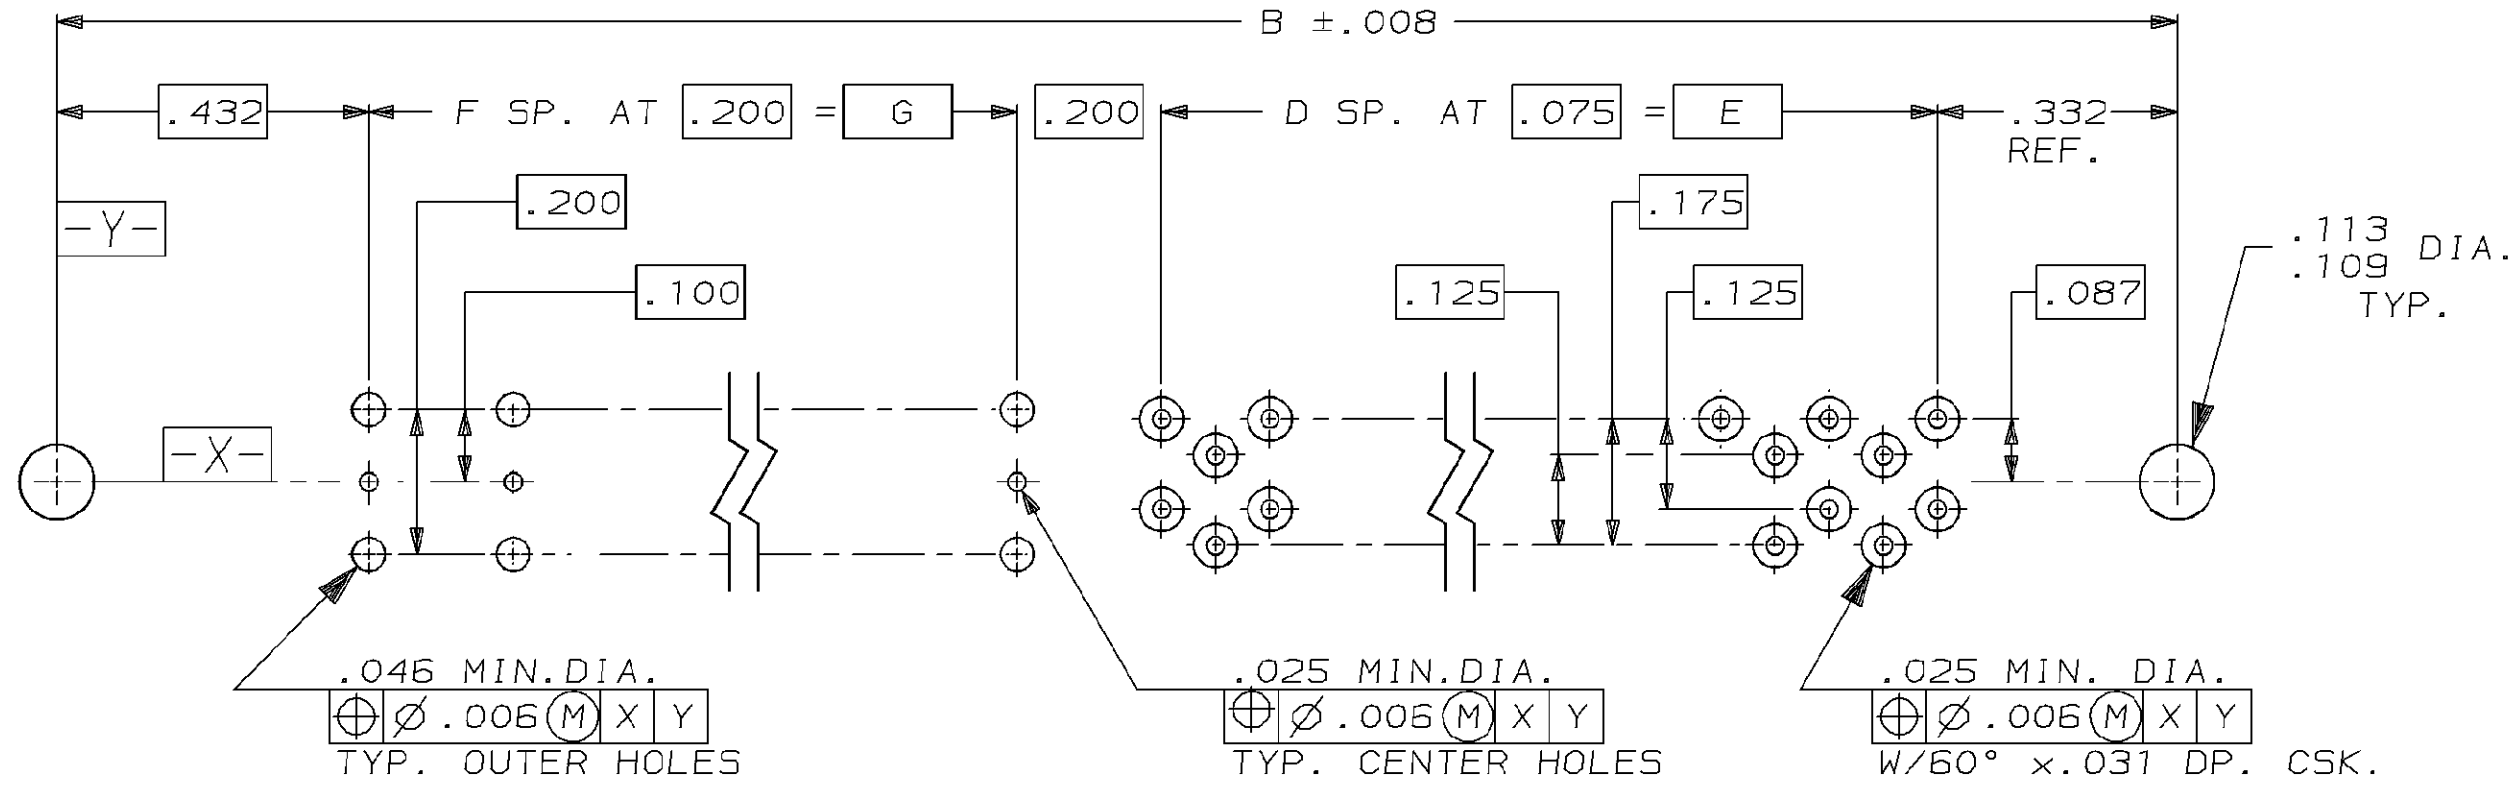 B ±.008
.432 F SP. AT .200 = G .200 D SP. AT .075 = E .332
REF.
.200 .175
-Y-
.113 DIA.
.109
TYP.
.100 .125 .125 .087
-X-
.046 MIN.DIA. .025 MIN.DIA. .025 MIN. DIA.
⌖ Ø.006 Ⓜ X Y ⌖ Ø.006 Ⓜ X Y ⌖ Ø.006 Ⓜ X Y
TYP. OUTER HOLES TYP. CENTER HOLES W/60° x.031 DP. CSK.